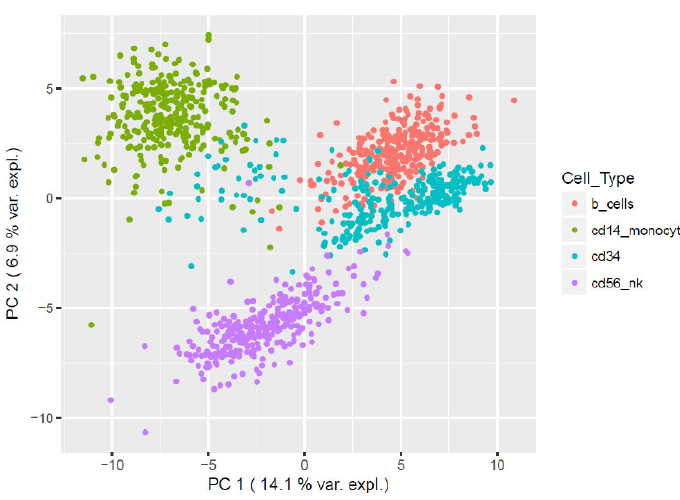 5
0
−5
−10
−10
−5
0
5
10
PC 2 ( 6.9 % var. expl.)
PC 1 ( 14.1 % var. expl.)
Cell_Type
b_cells
cd14_monocyt
cd34
cd56_nk